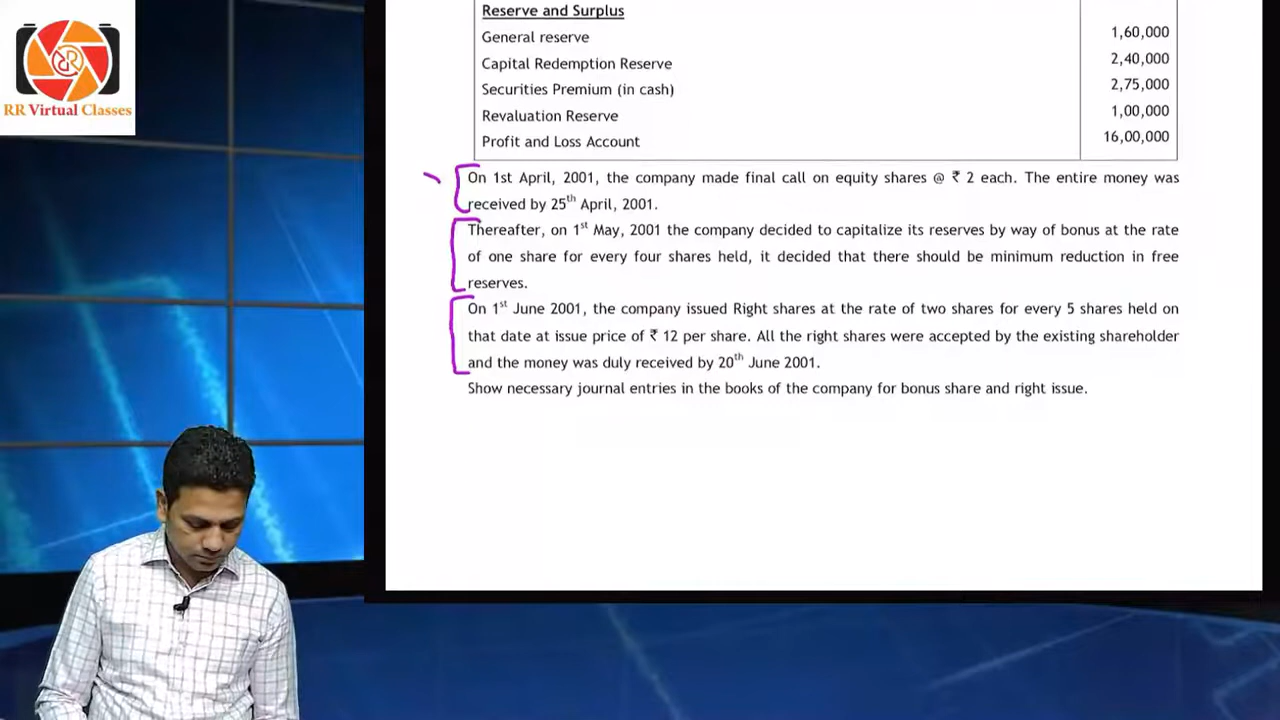 RR
RR Virtual Classes
Reserve and Surplus
General reserve 1,60,000
Capital Redemption Reserve 2,40,000
Securities Premium (in cash) 2,75,000
Revaluation Reserve 1,00,000
Profit and Loss Account 16,00,000
On 1st April, 2001, the company made final call on equity shares @ ₹ 2 each. The entire money was
received by 25th April, 2001.
Thereafter, on 1st May, 2001 the company decided to capitalize its reserves by way of bonus at the rate
of one share for every four shares held, it decided that there should be minimum reduction in free
reserves.
On 1st June 2001, the company issued Right shares at the rate of two shares for every 5 shares held on
that date at issue price of ₹ 12 per share. All the right shares were accepted by the existing shareholder
and the money was duly received by 20th June 2001.
Show necessary journal entries in the books of the company for bonus share and right issue.